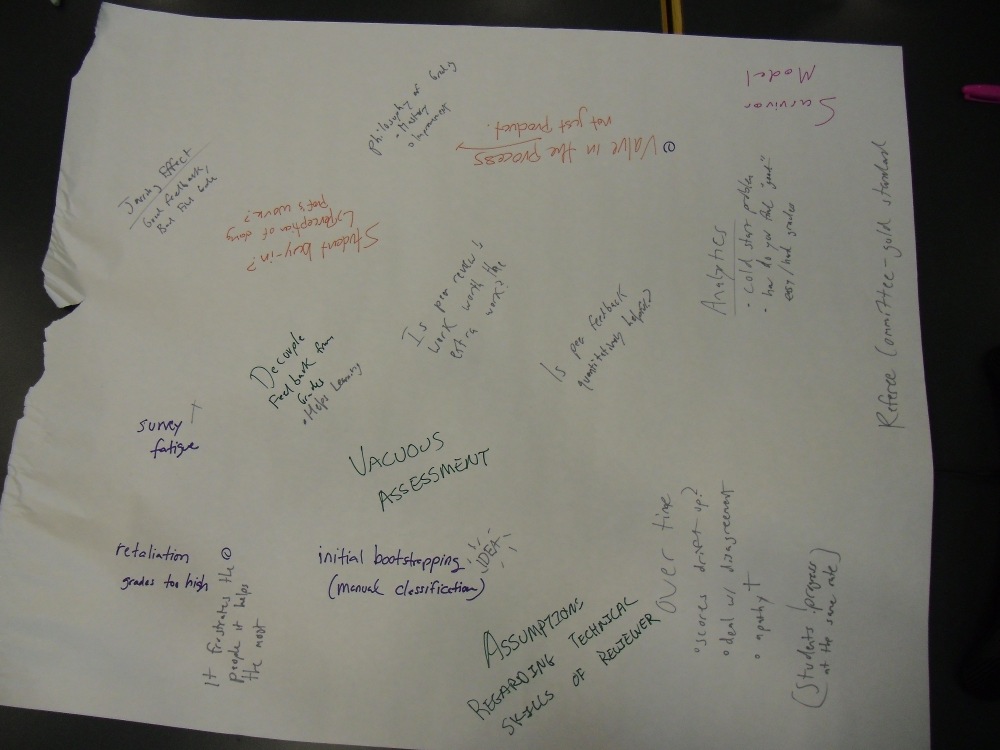 Survivor
Model
Philosophy of Grading
• Mastery
• Improvement
Value in the process
not just product.
Jarring Effect
Good feedback,
But First Grade
Student buy-in?
↳ perception of doing
prof's work?
Analytics
• cold start problem
• how do you find "good"
easy/hard graders
Referee Committee - gold standard
Is peer review's
work worth the
extra work?
Is peer feedback
quantitatively helpful
Decouple
Feelback from
Grades
• Helps Learning
survey
fatigue
VACUOUS
ASSESSMENT
retaliation
grades too high
It frustrates the
people it helps
the most
initial bootstepping
(manual classification)
IDEA
ASSUMPTIONS
REGARDING TECHNICAL
SKILLS OF REVIEWER
over time
• scores drift up?
• deal w/ disagreement
• apathy ↑
(Students progress
at the same rate)